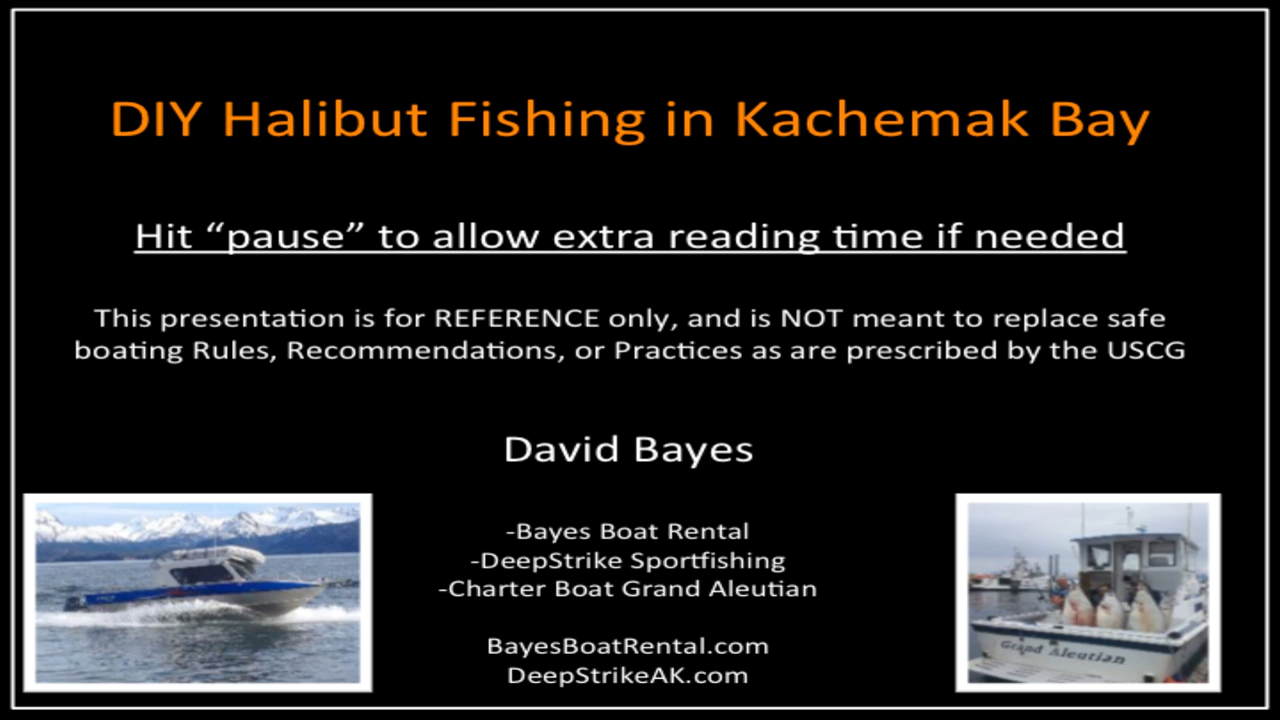 DIY Halibut Fishing in Kachemak Bay
Hit “pause” to allow extra reading time if needed
This presentation is for REFERENCE only, and is NOT meant to replace safe
boating Rules, Recommendations, or Practices as are prescribed by the USCG
David Bayes
-Bayes Boat Rental
-DeepStrike Sportfishing
-Charter Boat Grand Aleutian
BayesBoatRental.com
DeepStrikeAK.com
Grand Aleutian